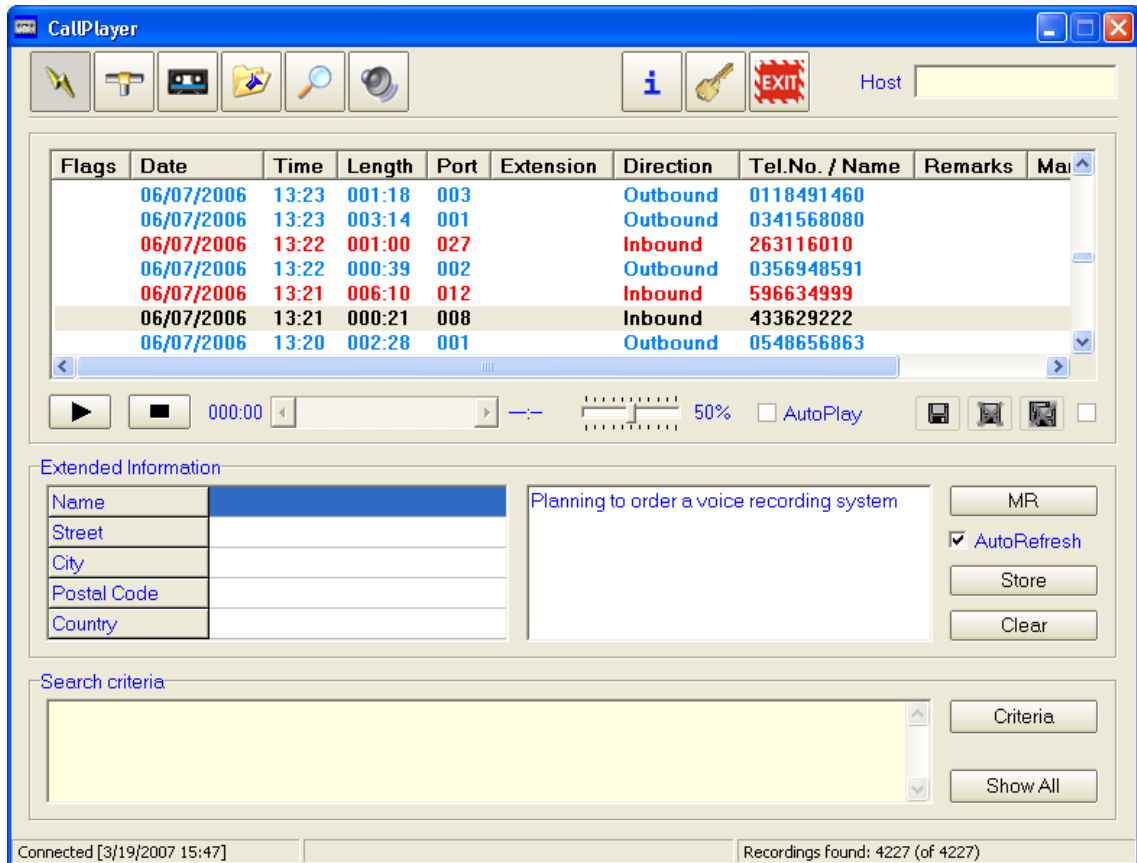 CallPlayer
i EXIT Host
Flags Date Time Length Port Extension Direction Tel.No. / Name Remarks Mar
06/07/2006 13:23 001:18 003 Outbound 0118491460
06/07/2006 13:23 003:14 001 Outbound 0341568080
06/07/2006 13:22 001:00 027 Inbound 263116010
06/07/2006 13:22 000:39 002 Outbound 0356948591
06/07/2006 13:21 006:10 012 Inbound 596634999
06/07/2006 13:21 000:21 008 Inbound 433629222
06/07/2006 13:20 002:28 001 Outbound 0548656863
000:00 —:– 50% AutoPlay
Extended Information
Name
Street
City
Postal Code
Country
Planning to order a voice recording system
MR
AutoRefresh
Store
Clear
Search criteria
Criteria
Show All
Connected [3/19/2007 15:47] Recordings found: 4227 (of 4227)